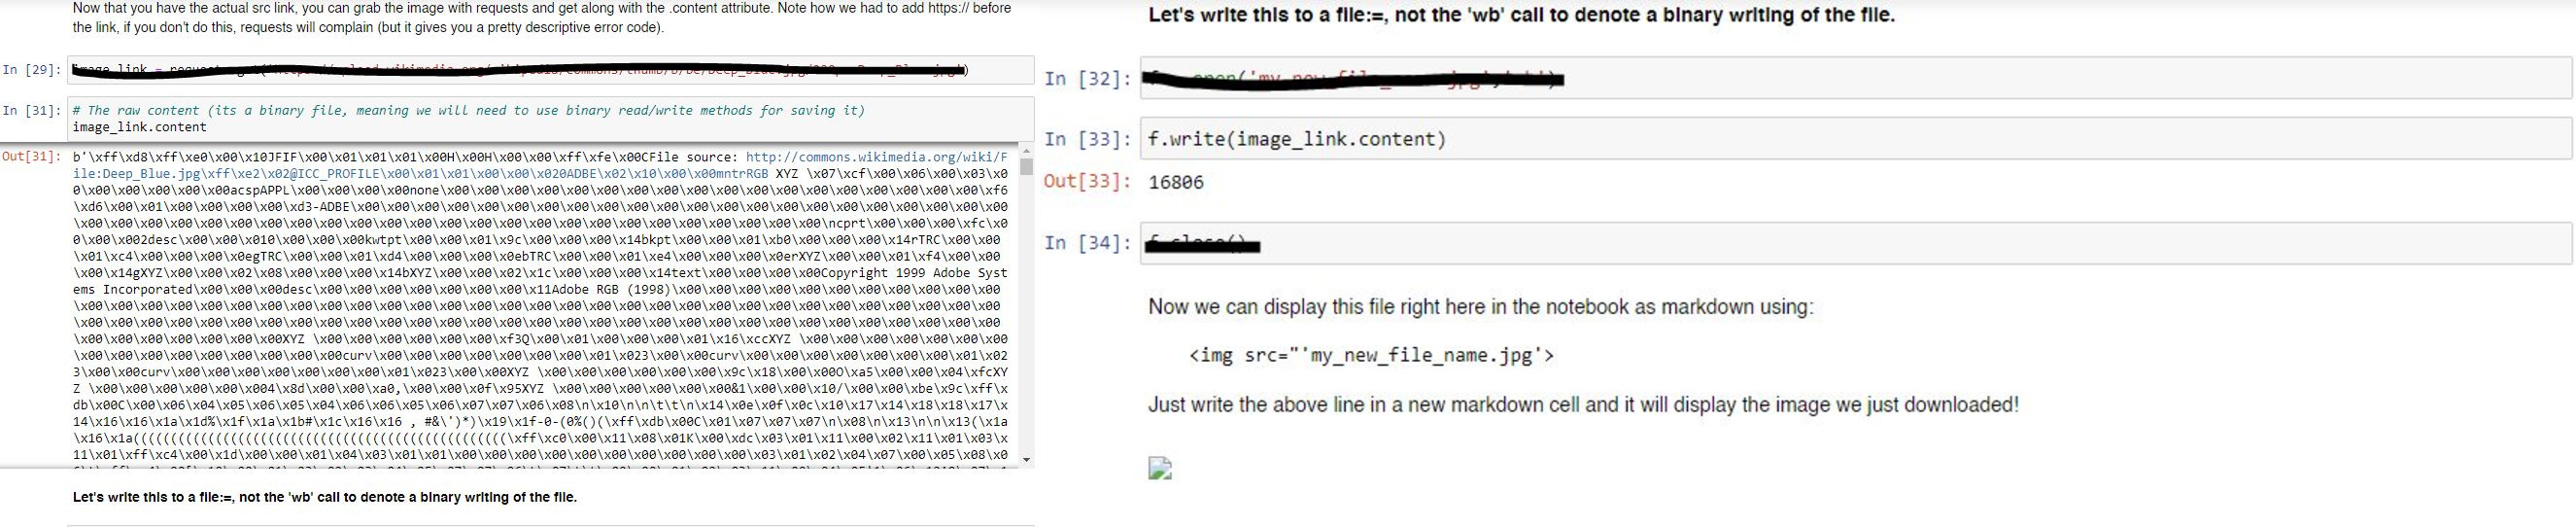 Now that you have the actual src link, you can grab the image with requests and get along with the .content attribute. Note how we had to add https:// before
the link, if you don't do this, requests will complain (but it gives you a pretty descriptive error code).
In [29]:
In [31]: # The raw content (its a binary file, meaning we will need to use binary read/write methods for saving it)
image_link.content
Out[31]: b'\xff\xd8\xff\xe0\x00\x10JFIF\x00\x01\x01\x01\x00H\x00H\x00\x00\xff\xfe\x00CFile source: http://commons.wikimedia.org/wiki/F
ile:Deep_Blue.jpg\xff\xe2\x02@ICC_PROFILE\x00\x01\x01\x00\x00\x020ADBE\x02\x10\x00\x00mntrRGB XYZ \x07\xcf\x00\x06\x00\x03\x0
0\x00\x00\x00\x00\x00acspAPPL\x00\x00\x00\x00none\x00\x00\x00\x00\x00\x00\x00\x00\x00\x00\x00\x00\x00\x00\x00\x00\x00\x00\xf6
\xd6\x00\x01\x00\x00\x00\x00\xd3-ADBE\x00\x00\x00\x00\x00\x00\x00\x00\x00\x00\x00\x00\x00\x00\x00\x00\x00\x00\x00\x00\x00\x00
\x00\x00\x00\x00\x00\x00\x00\x00\x00\x00\x00\x00\x00\x00\x00\x00\x00\x00\x00\x00\x00\x00\x00\x00\ncprt\x00\x00\x00\xfc\x0
0\x00\x002desc\x00\x00\x010\x00\x00\x00kwtpt\x00\x00\x01\x9c\x00\x00\x00\x14bkpt\x00\x00\x01\xb0\x00\x00\x00\x14rTRC\x00\x00
\x01\xc4\x00\x00\x00\x0egTRC\x00\x00\x01\xd4\x00\x00\x00\x0ebTRC\x00\x00\x01\xe4\x00\x00\x00\x0erXYZ\x00\x00\x01\xf4\x00\x00
\x00\x14gXYZ\x00\x00\x02\x08\x00\x00\x00\x14bXYZ\x00\x00\x02\x1c\x00\x00\x00\x14text\x00\x00\x00\x00Copyright 1999 Adobe Syst
ems Incorporated\x00\x00\x00desc\x00\x00\x00\x00\x00\x00\x00\x11Adobe RGB (1998)\x00\x00\x00\x00\x00\x00\x00\x00\x00\x00\x00
\x00\x00\x00\x00\x00\x00\x00\x00\x00\x00\x00\x00\x00\x00\x00\x00\x00\x00\x00\x00\x00\x00\x00\x00\x00\x00\x00\x00\x00\x00
\x00\x00\x00\x00\x00\x00\x00\x00\x00\x00\x00\x00\x00\x00\x00\x00\x00\x00\x00\x00\x00\x00\x00\x00\x00\x00\x00\x00\x00\x00
\x00\x00\x00\x00\x00\x00\x00XYZ \x00\x00\x00\x00\x00\x00\xf3Q\x00\x01\x00\x00\x00\x01\x16\xccXYZ \x00\x00\x00\x00\x00\x00\x00
\x00\x00\x00\x00\x00\x00\x00\x00\x00curv\x00\x00\x00\x00\x00\x00\x00\x01\x023\x00\x00curv\x00\x00\x00\x00\x00\x00\x00\x01\x02
3\x00\x00curv\x00\x00\x00\x00\x00\x00\x00\x01\x023\x00\x00XYZ \x00\x00\x00\x00\x00\x00\x9c\x18\x00\x00O\xa5\x00\x00\x04\xfcXY
Z \x00\x00\x00\x00\x00\x004\x8d\x00\x00\xa0,\x00\x00\x0f\x95XYZ \x00\x00\x00\x00\x00\x00&1\x00\x00\x10/\x00\x00\xbe\x9c\xff\x
db\x00C\x00\x06\x04\x05\x06\x05\x04\x06\x06\x05\x06\x07\x07\x06\x08\n\x10\n\n\t\t\n\x14\x0e\x0f\x0c\x10\x17\x14\x18\x18\x17\x
14\x16\x16\x1a\x1d%\x1f\x1a\x1b#\x1c\x16\x16 , #&\')*)\x19\x1f-0-(0%()(\xff\xdb\x00C\x01\x07\x07\x07\n\x08\n\x13\n\n\x13(\x1a
\x16\x1a((((((((((((((((((((((((((((((((((((((((((((((((((\xff\xc0\x00\x11\x08\x01K\x00\xdc\x03\x01\x11\x00\x02\x11\x01\x03\x
11\x01\xff\xc4\x00\x1d\x00\x00\x01\x04\x03\x01\x01\x00\x00\x00\x00\x00\x00\x00\x00\x00\x00\x03\x01\x02\x04\x07\x00\x05\x08\x0
Let's write this to a file:=, not the 'wb' call to denote a binary writing of the file.
Let's write this to a file:=, not the 'wb' call to denote a binary writing of the file.
In [32]:
In [33]: f.write(image_link.content)
Out[33]: 16806
In [34]:
Now we can display this file right here in the notebook as markdown using:
<img src="'my_new_file_name.jpg'>
Just write the above line in a new markdown cell and it will display the image we just downloaded!